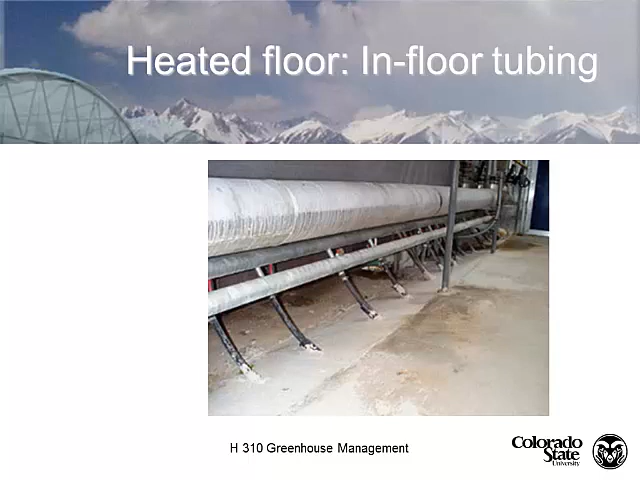 Heated floor: In-floor tubing
H 310 Greenhouse Management
Colorado
State
University